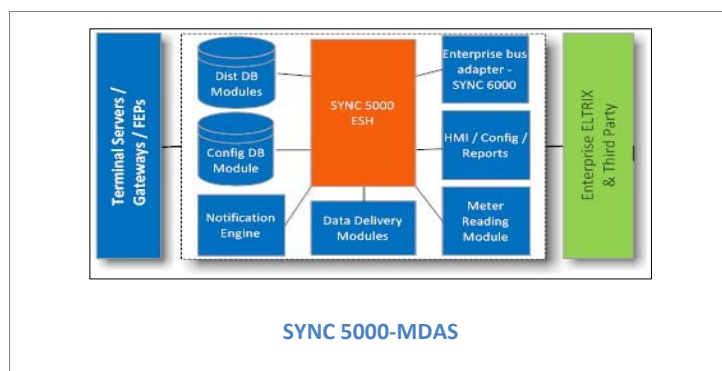 Terminal Servers /
Gateways / FEPs
Dist DB
Modules
Config DB
Module
Notification
Engine
SYNC 5000
ESH
Data Delivery
Modules
Enterprise bus
adapter -
SYNC 6000
HMI / Config /
Reports
Meter
Reading
Module
Enterprise ELTRIX
& Third Party
SYNC 5000-MDAS